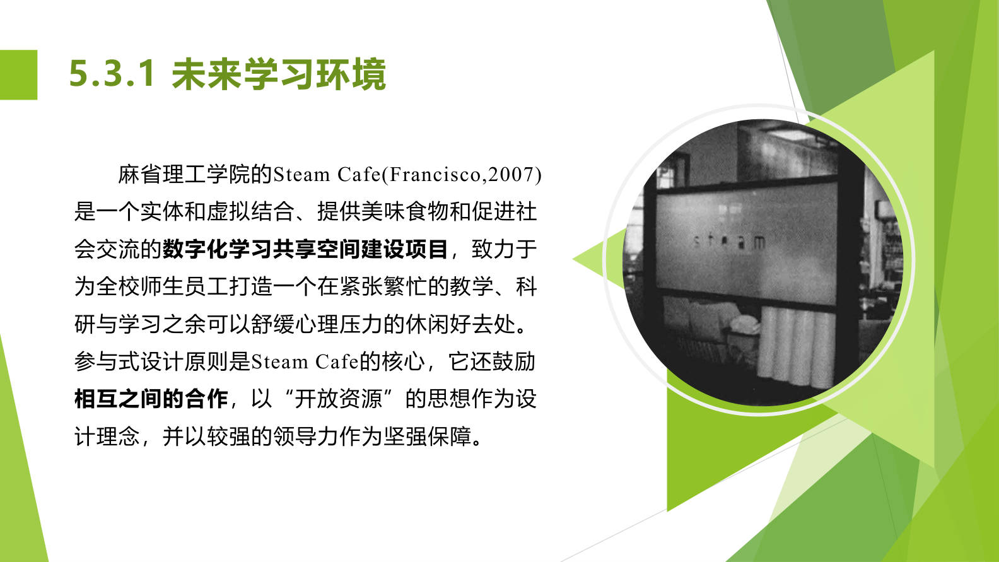 5.3.1 未来学习环境
麻省理工学院的Steam Cafe(Francisco,2007)
是一个实体和虚拟结合、提供美味食物和促进社
会交流的数字化学习共享空间建设项目，致力于
为全校师生员工打造一个在紧张繁忙的教学、科
研与学习之余可以舒缓心理压力的休闲好去处。
参与式设计原则是Steam Cafe的核心，它还鼓励
相互之间的合作，以“开放资源”的思想作为设
计理念，并以较强的领导力作为坚强保障。
steam